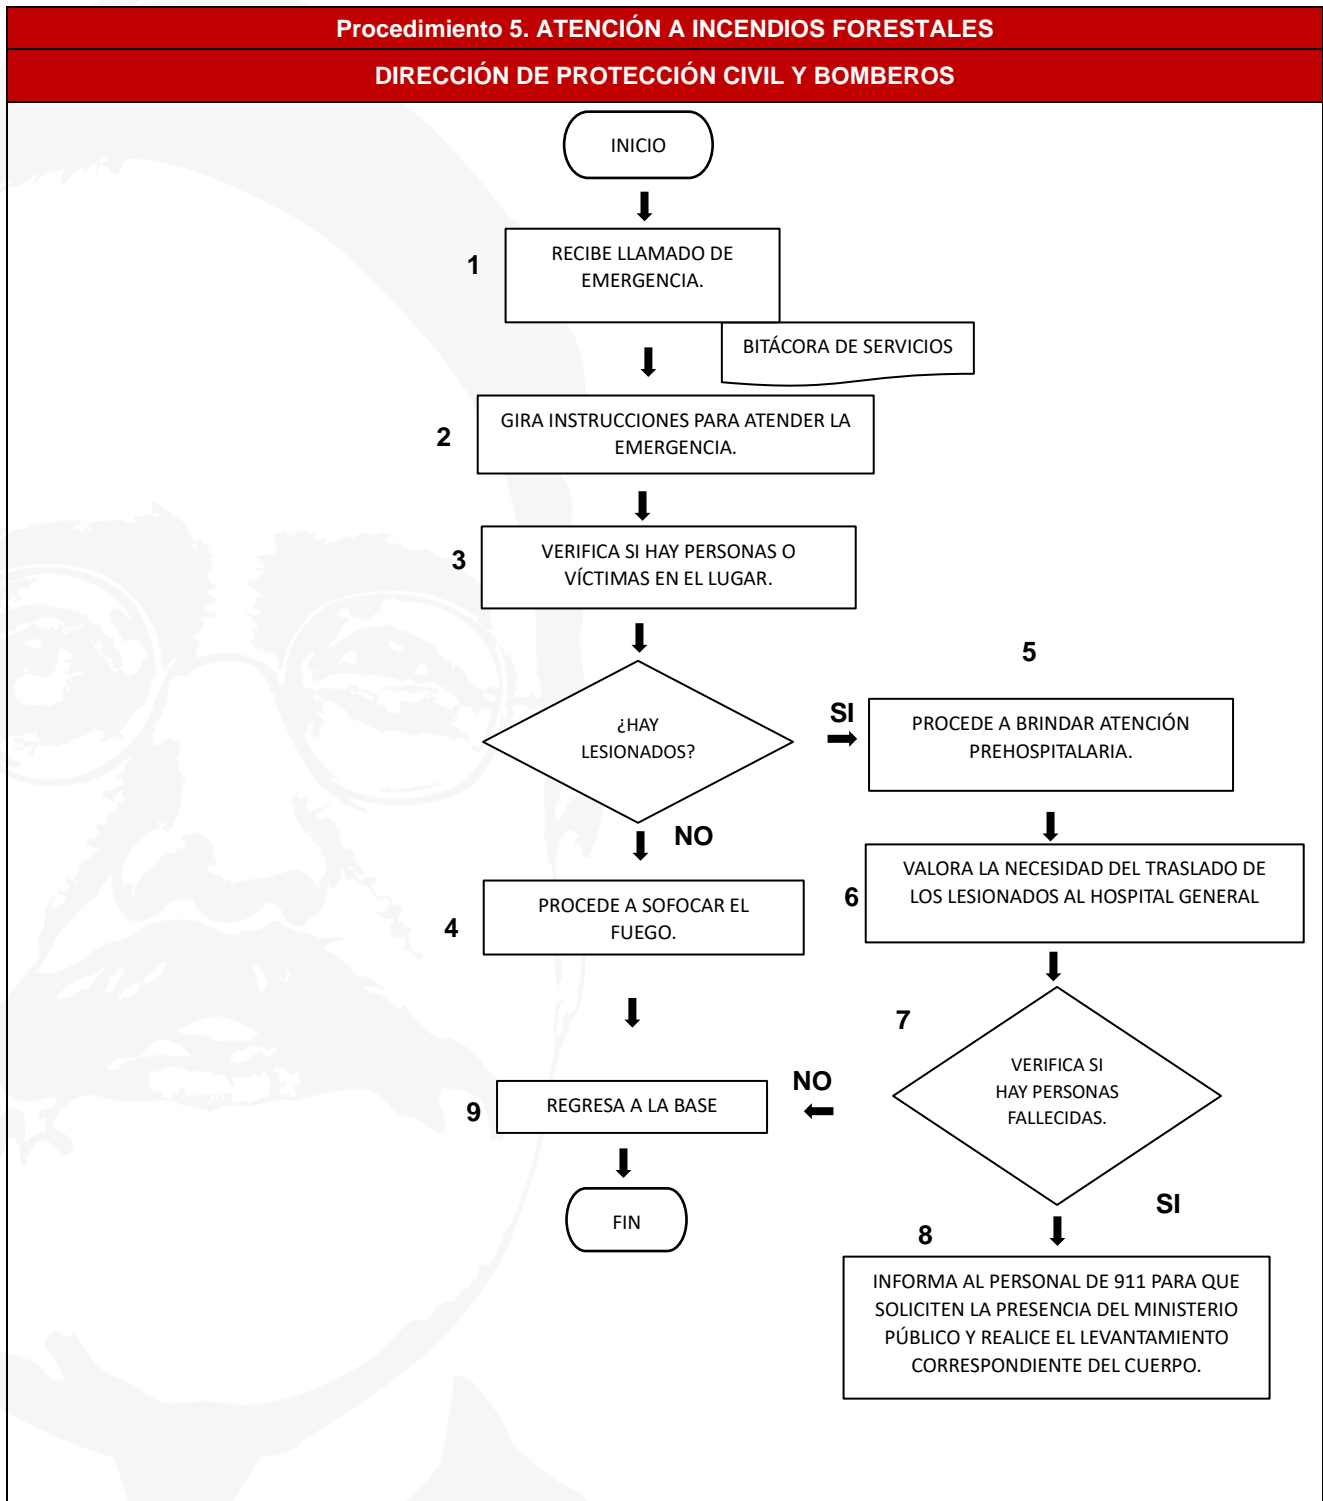 Procedimiento 5. ATENCIÓN A INCENDIOS FORESTALES
DIRECCIÓN DE PROTECCIÓN CIVIL Y BOMBEROS
INICIO
1
RECIBE LLAMADO DE
EMERGENCIA.
BITÁCORA DE SERVICIOS
2
GIRA INSTRUCCIONES PARA ATENDER LA
EMERGENCIA.
3
VERIFICA SI HAY PERSONAS O
VÍCTIMAS EN EL LUGAR.
¿HAY
LESIONADOS?
SI
5
PROCEDE A BRINDAR ATENCIÓN
PREHOSPITALARIA.
NO
4
PROCEDE A SOFOCAR EL
FUEGO.
6
VALORA LA NECESIDAD DEL TRASLADO DE
LOS LESIONADOS AL HOSPITAL GENERAL
7
VERIFICA SI
HAY PERSONAS
FALLECIDAS.
NO
9
REGRESA A LA BASE
FIN
SI
8
INFORMA AL PERSONAL DE 911 PARA QUE
SOLICITEN LA PRESENCIA DEL MINISTERIO
PÚBLICO Y REALICE EL LEVANTAMIENTO
CORRESPONDIENTE DEL CUERPO.